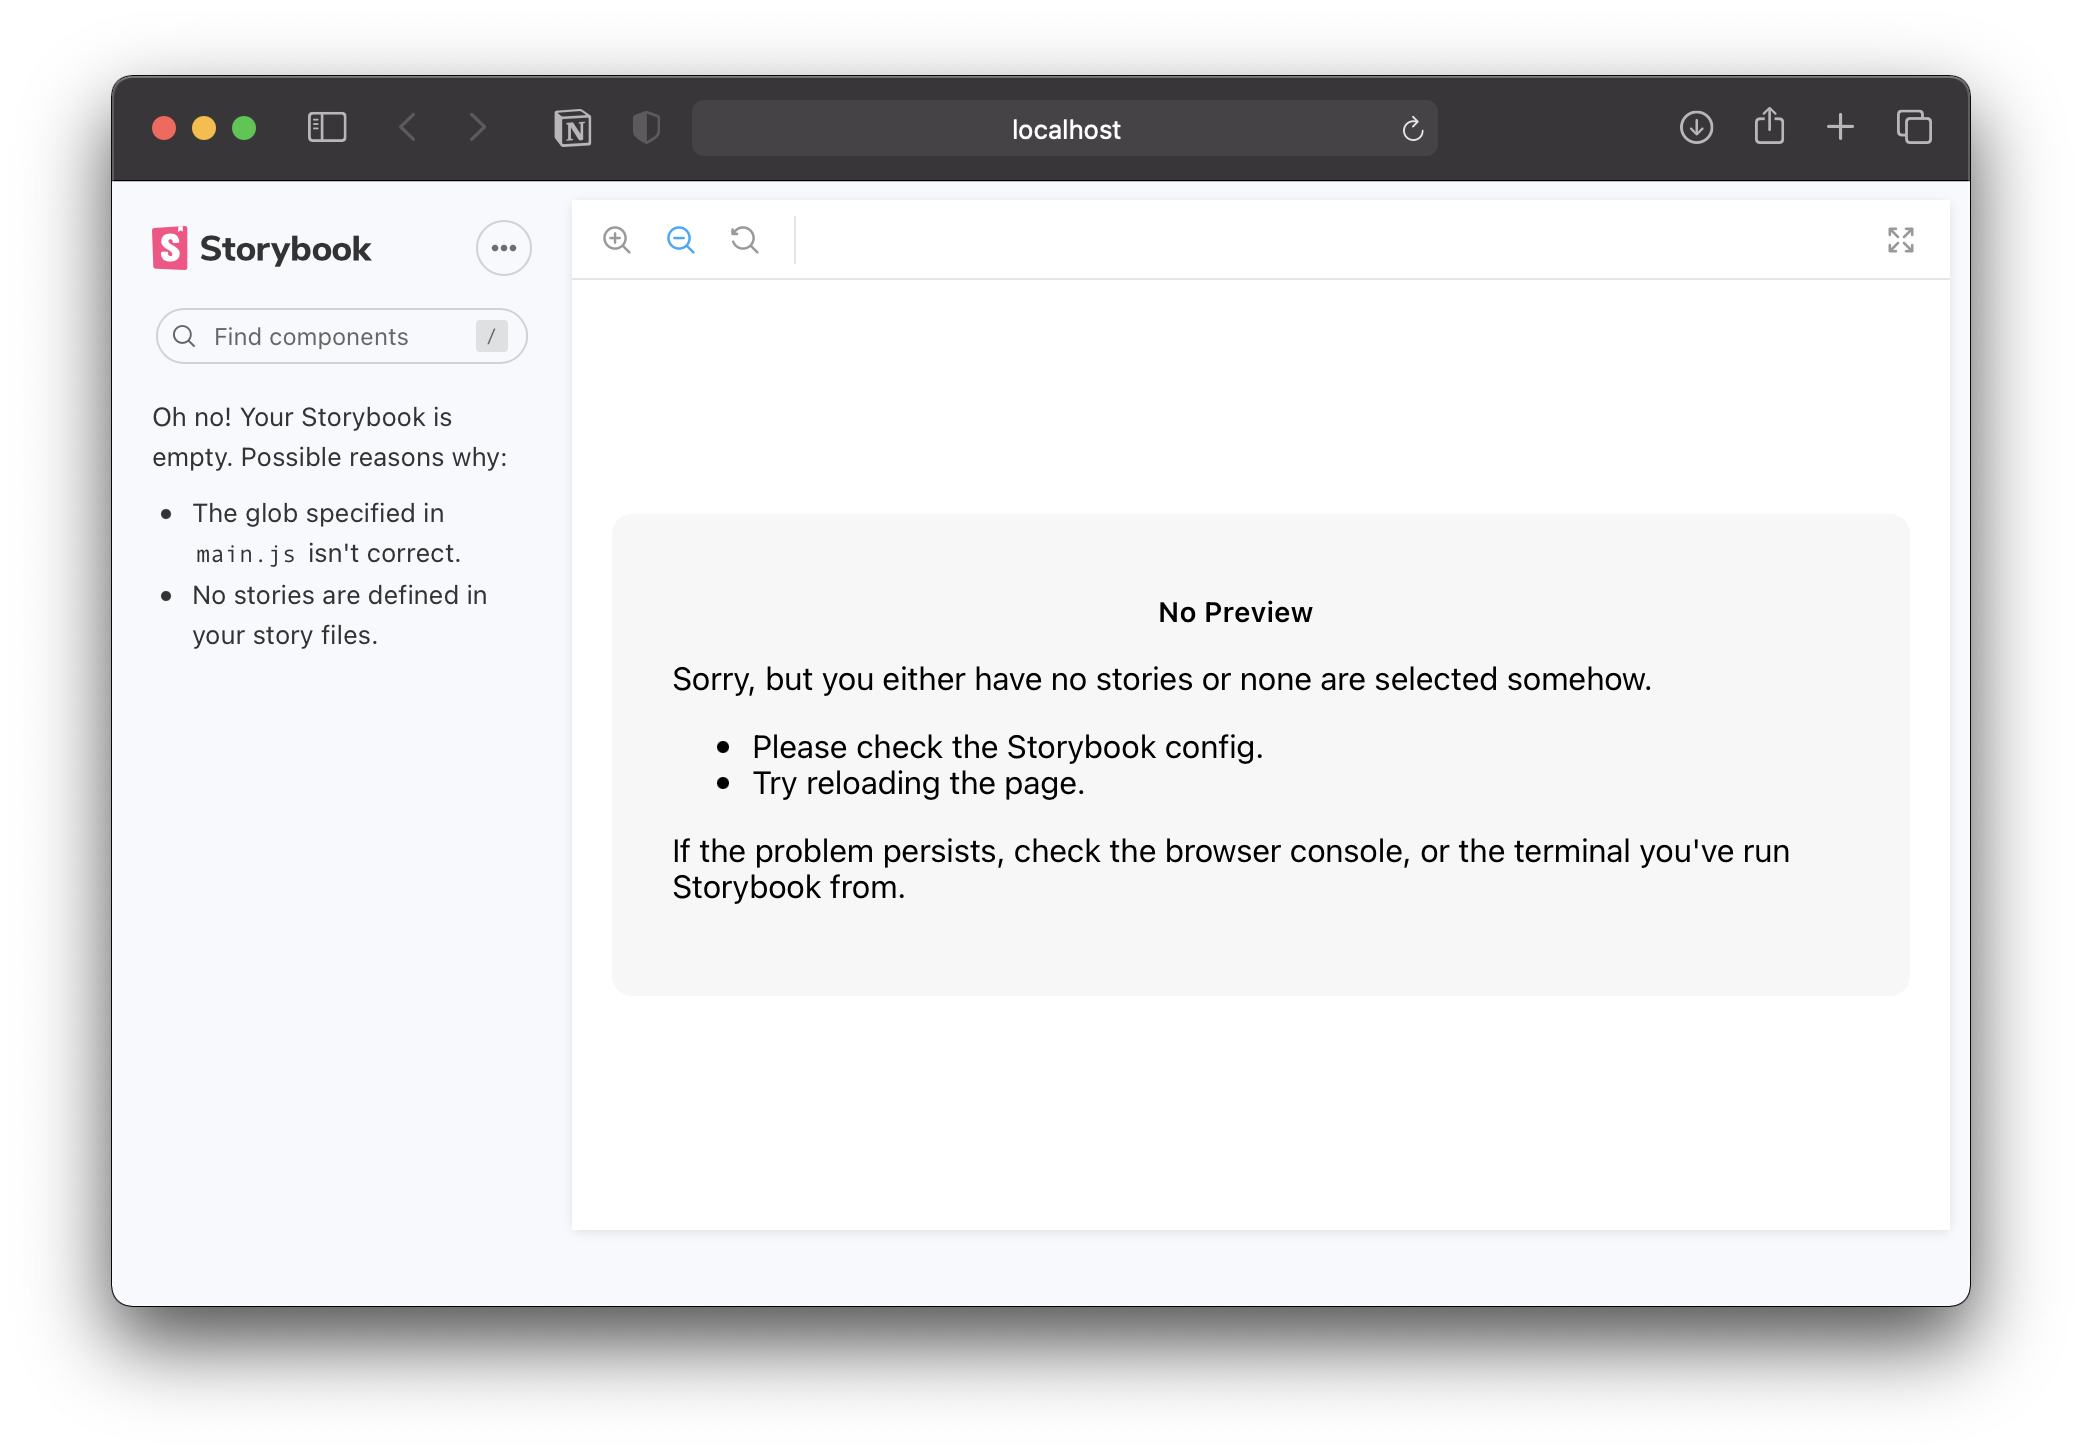 localhost
Storybook
Find components
/
Oh no! Your Storybook is
empty. Possible reasons why:
• The glob specified in
main.js isn't correct.
• No stories are defined in
your story files.
No Preview
Sorry, but you either have no stories or none are selected somehow.
• Please check the Storybook config.
• Try reloading the page.
If the problem persists, check the browser console, or the terminal you've run
Storybook from.